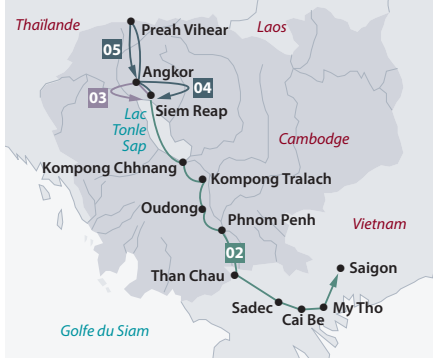 Thaïlande
Laos
Preah Vihear
05
Angkor
04
03
Siem Reap
Lac
Tonle
Sap
Cambodge
Kompong Chhnang
Kompong Tralach
Oudong
Phnom Penh
Vietnam
02
Than Chau
Saigon
Sadec
My Tho
Cai Be
Golfe du Siam